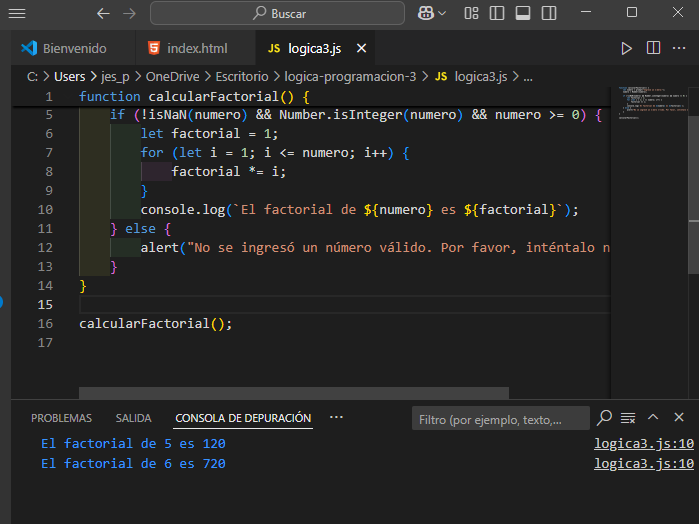 Buscar
Bienvenido
index.html
JS logica3.js
C: > Users > jes_p > OneDrive > Escritorio > logica-programacion-3 > JS logica3.js > ...
1 function calcularFactorial() {
5 if (!isNaN(numero) && Number.isInteger(numero) && numero >= 0) {
6 let factorial = 1;
7 for (let i = 1; i <= numero; i++) {
8 factorial *= i;
9 }
10 console.log(`El factorial de ${numero} es ${factorial}`);
11 } else {
12 alert("No se ingresó un número válido. Por favor, inténtalo n
13 }
14 }
15
16 calcularFactorial();
17
PROBLEMAS SALIDA CONSOLA DE DEPURACIÓN ... Filtro (por ejemplo, texto,...
El factorial de 5 es 120 logica3.js:10
El factorial de 6 es 720 logica3.js:10